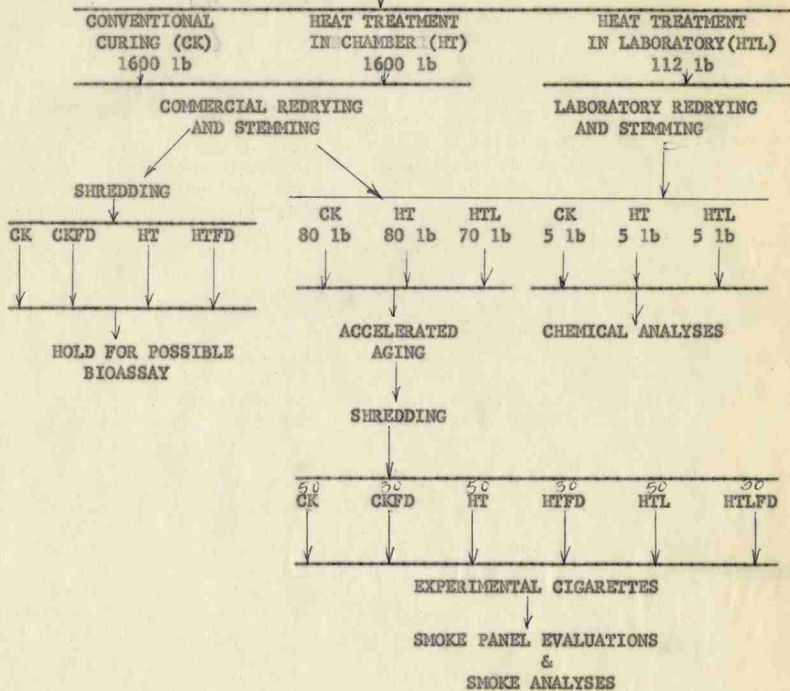 CONVENTIONAL HEAT TREATMENT HEAT TREATMENT
CURING (CK) IN CHAMBER (HT) IN LABORATORY(HTL)
1600 lb 1600 lb 112 lb
COMMERCIAL REDRYING LABORATORY REDRYING
AND STEMMING AND STEMMING
SHREDDING
CK HT HTL CK HT HTL
80 lb 80 lb 70 lb 5 lb 5 lb 5 lb
CK CKFD HT HTFD
ACCELERATED CHEMICAL ANALYSES
AGING
HOLD FOR POSSIBLE
BIOASSAY
SHREDDING
50 30 50 30 50 30
CK CKFD HT HTFD HTL HTLFD
EXPERIMENTAL CIGARETTES
SMOKE PANEL EVALUATIONS
&
SMOKE ANALYSES